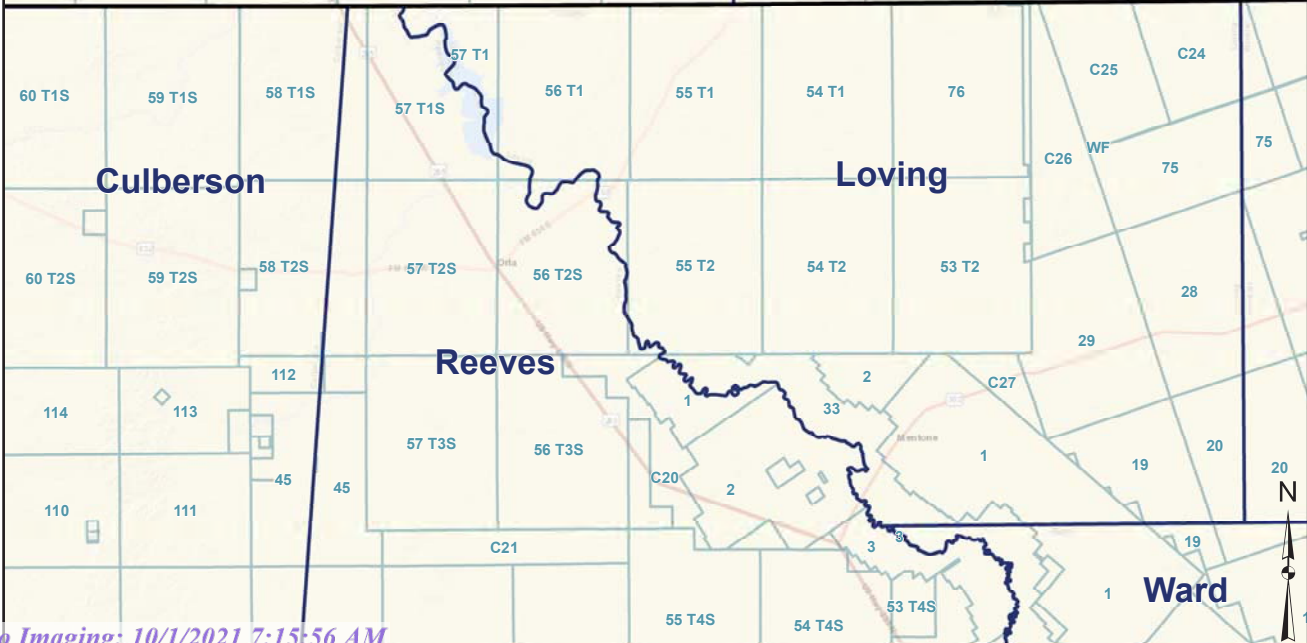 57 T1
C24
C25
60 T1S
59 T1S
58 T1S
57 T1S
56 T1
55 T1
54 T1
76
75
WF
C26
75
Culberson
Loving
60 T2S
59 T2S
58 T2S
57 T2S
Orla
56 T2S
55 T2
54 T2
53 T2
28
29
Reeves
112
2
C27
1
33
114
113
57 T3S
56 T3S
Mentone
1
20
19
20
45
45
C20
2
N
110
111
C21
3
3
19
Ward
1
53 T4S
55 T4S
54 T4S
o Imaging: 10/1/2021 7:15:56 AM